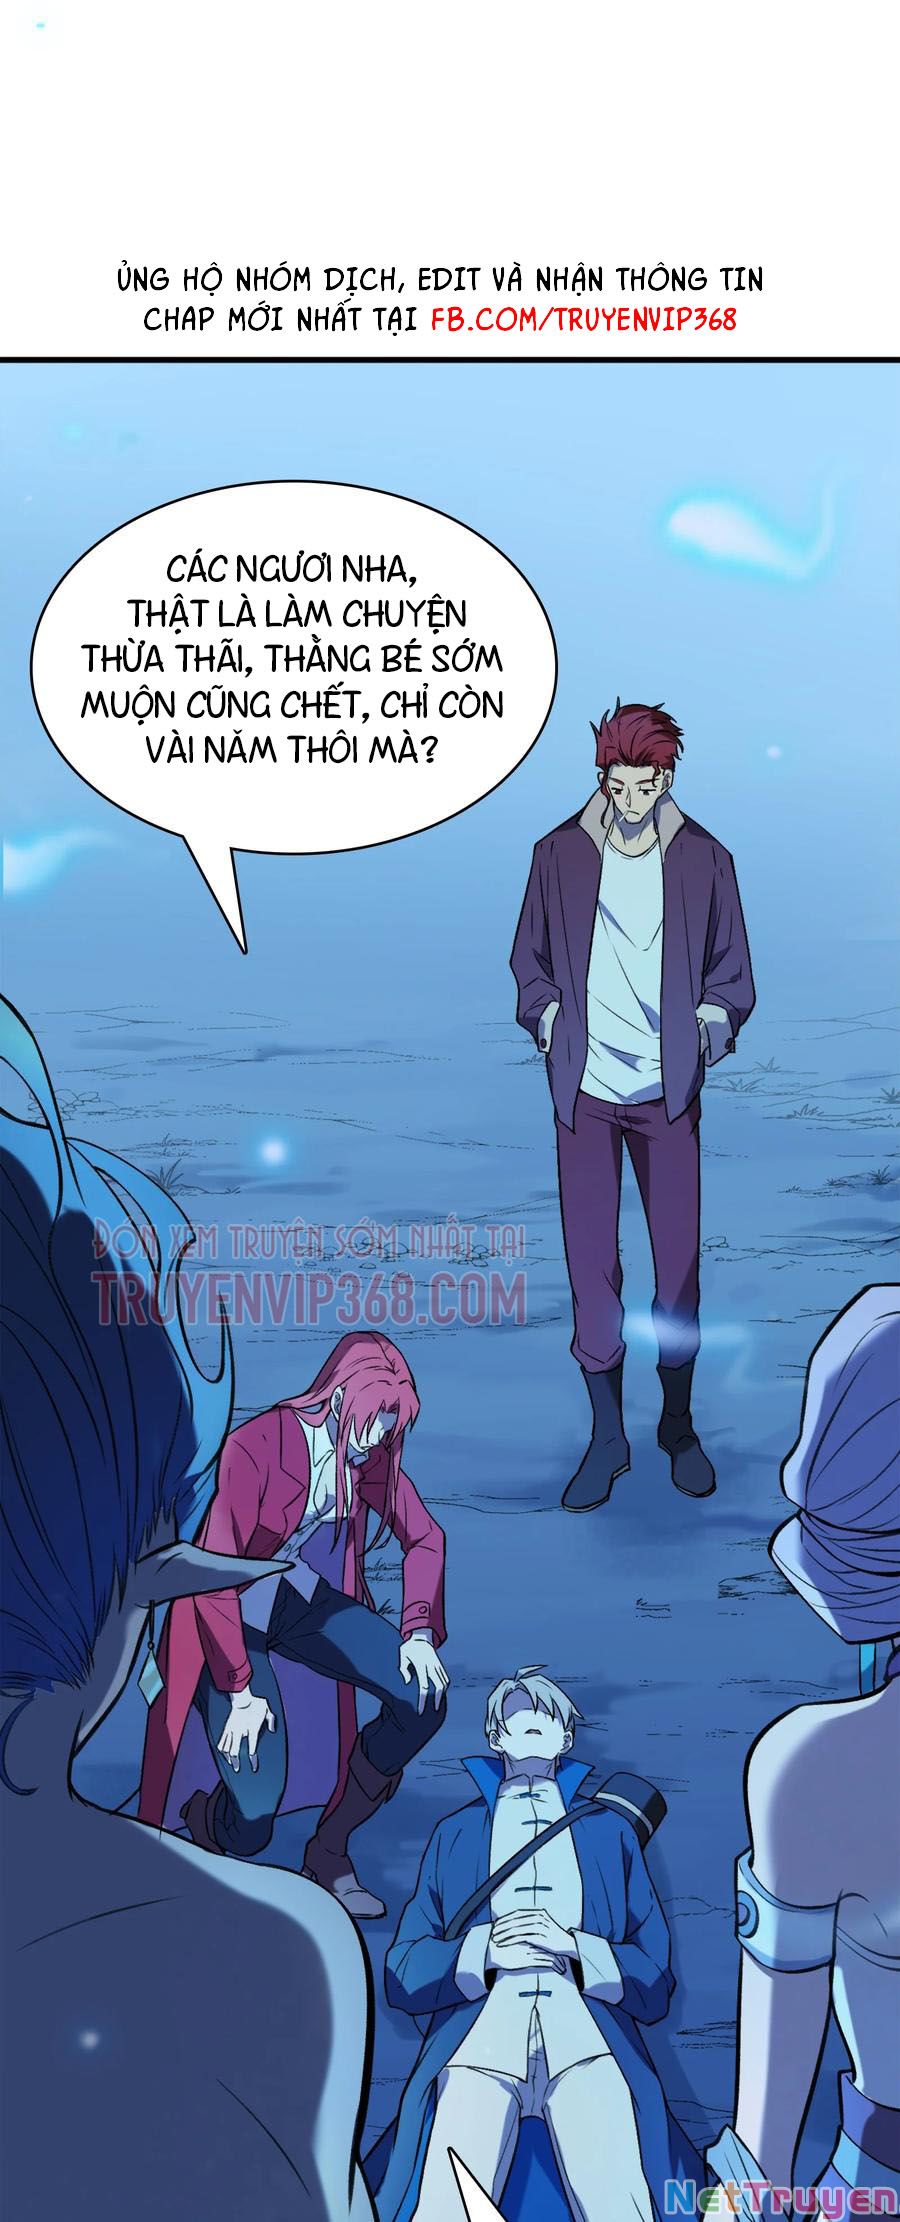 ỦNG HỘ NHÓM DỊCH, EDIT VÀ NHẬN THÔNG TIN
CHAP MỚI NHẤT TẠI FB.COM/TRUYENVIP368
CÁC NGƯƠI NHA,
THẬT LÀ LÀM CHUYỆN
THỪA THÃI, THẰNG BÉ SỚM
MUỘN CŨNG CHẾT, CHỈ CÒN
VÀI NĂM THÔI MÀ?
ĐÓN XEM TRUYỆN SỚM NHẤT TẠI
TRUYENVIP368.COM
NetTruyen